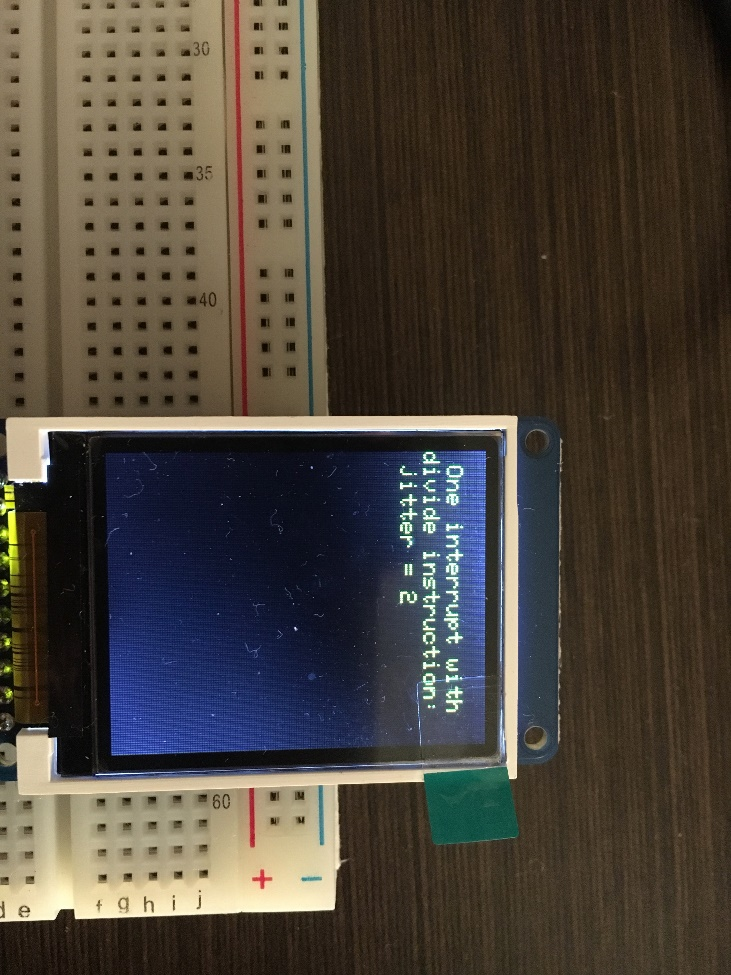 One interrupt with
divide instruction:
Jitter = 2
30
35
40
60
d e f g h i j
+ −